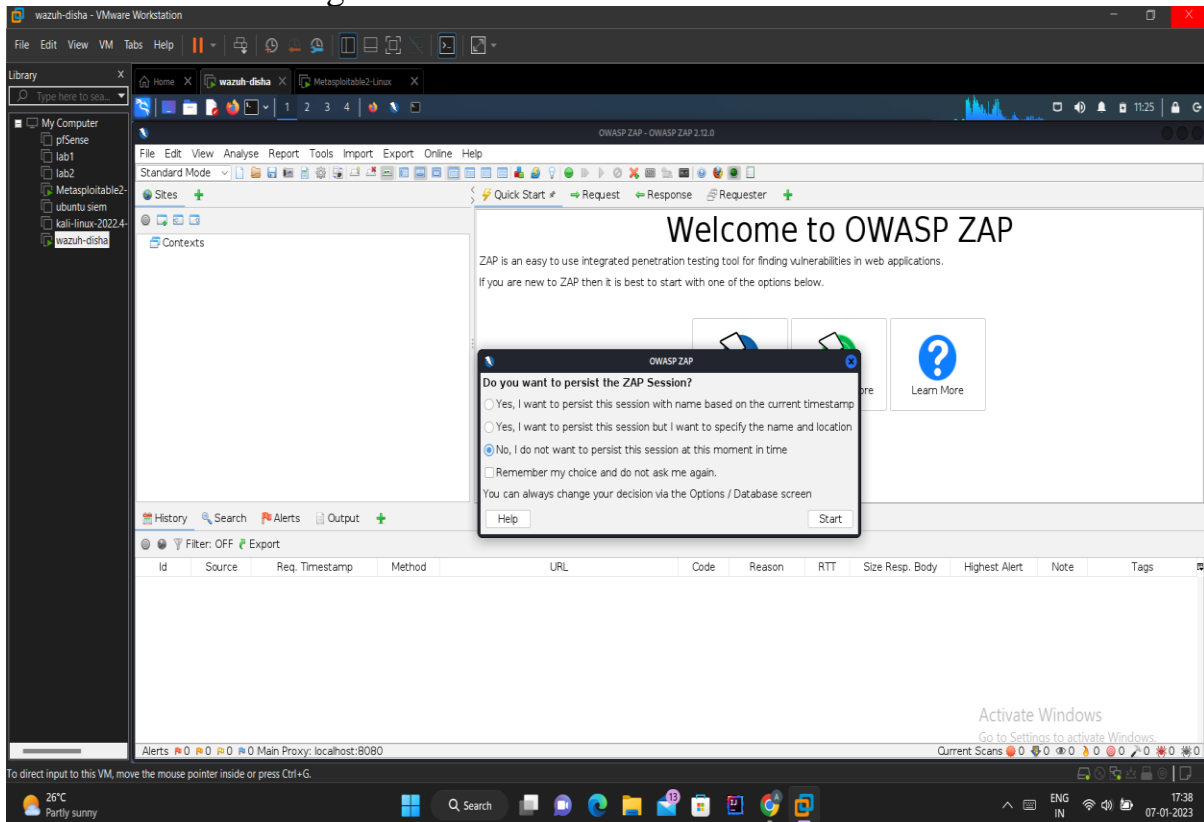 wazuh-disha - VMware Workstation
File Edit View VM Tabs Help
Library X
Type here to sea...
My Computer
pfSense
lab1
lab2
Metasploitable2-
ubuntu siem
kali-linux-2022.4-
wazuh-disha
Home X wazuh-disha X Metasploitable2-Linux X
1 2 3 4 11:25
OWASP ZAP - OWASP ZAP 2.12.0
File Edit View Analyse Report Tools Import Export Online Help
Standard Mode
Sites
Quick Start Request Response Requester
Contexts
Welcome to OWASP ZAP
ZAP is an easy to use integrated penetration testing tool for finding vulnerabilities in web applications.
If you are new to ZAP then it is best to start with one of the options below.
Learn More
OWASP ZAP
Do you want to persist the ZAP Session?
Yes, I want to persist this session with name based on the current timestamp
Yes, I want to persist this session but I want to specify the name and location
No, I do not want to persist this session at this moment in time
Remember my choice and do not ask me again.
You can always change your decision via the Options / Database screen
Help Start
History Search Alerts Output
Filter: OFF Export
Id Source Req. Timestamp Method URL Code Reason RTT Size Resp. Body Highest Alert Note Tags
Activate Windows
Go to Settings to activate Windows.
Alerts 0 0 0 0 Main Proxy: localhost:8080
Current Scans 0 0 0 0 0 0 0 0
To direct input to this VM, move the mouse pointer inside or press Ctrl+G.
26°C
Partly sunny
Search
13
ENG
IN
17:38
07-01-2023